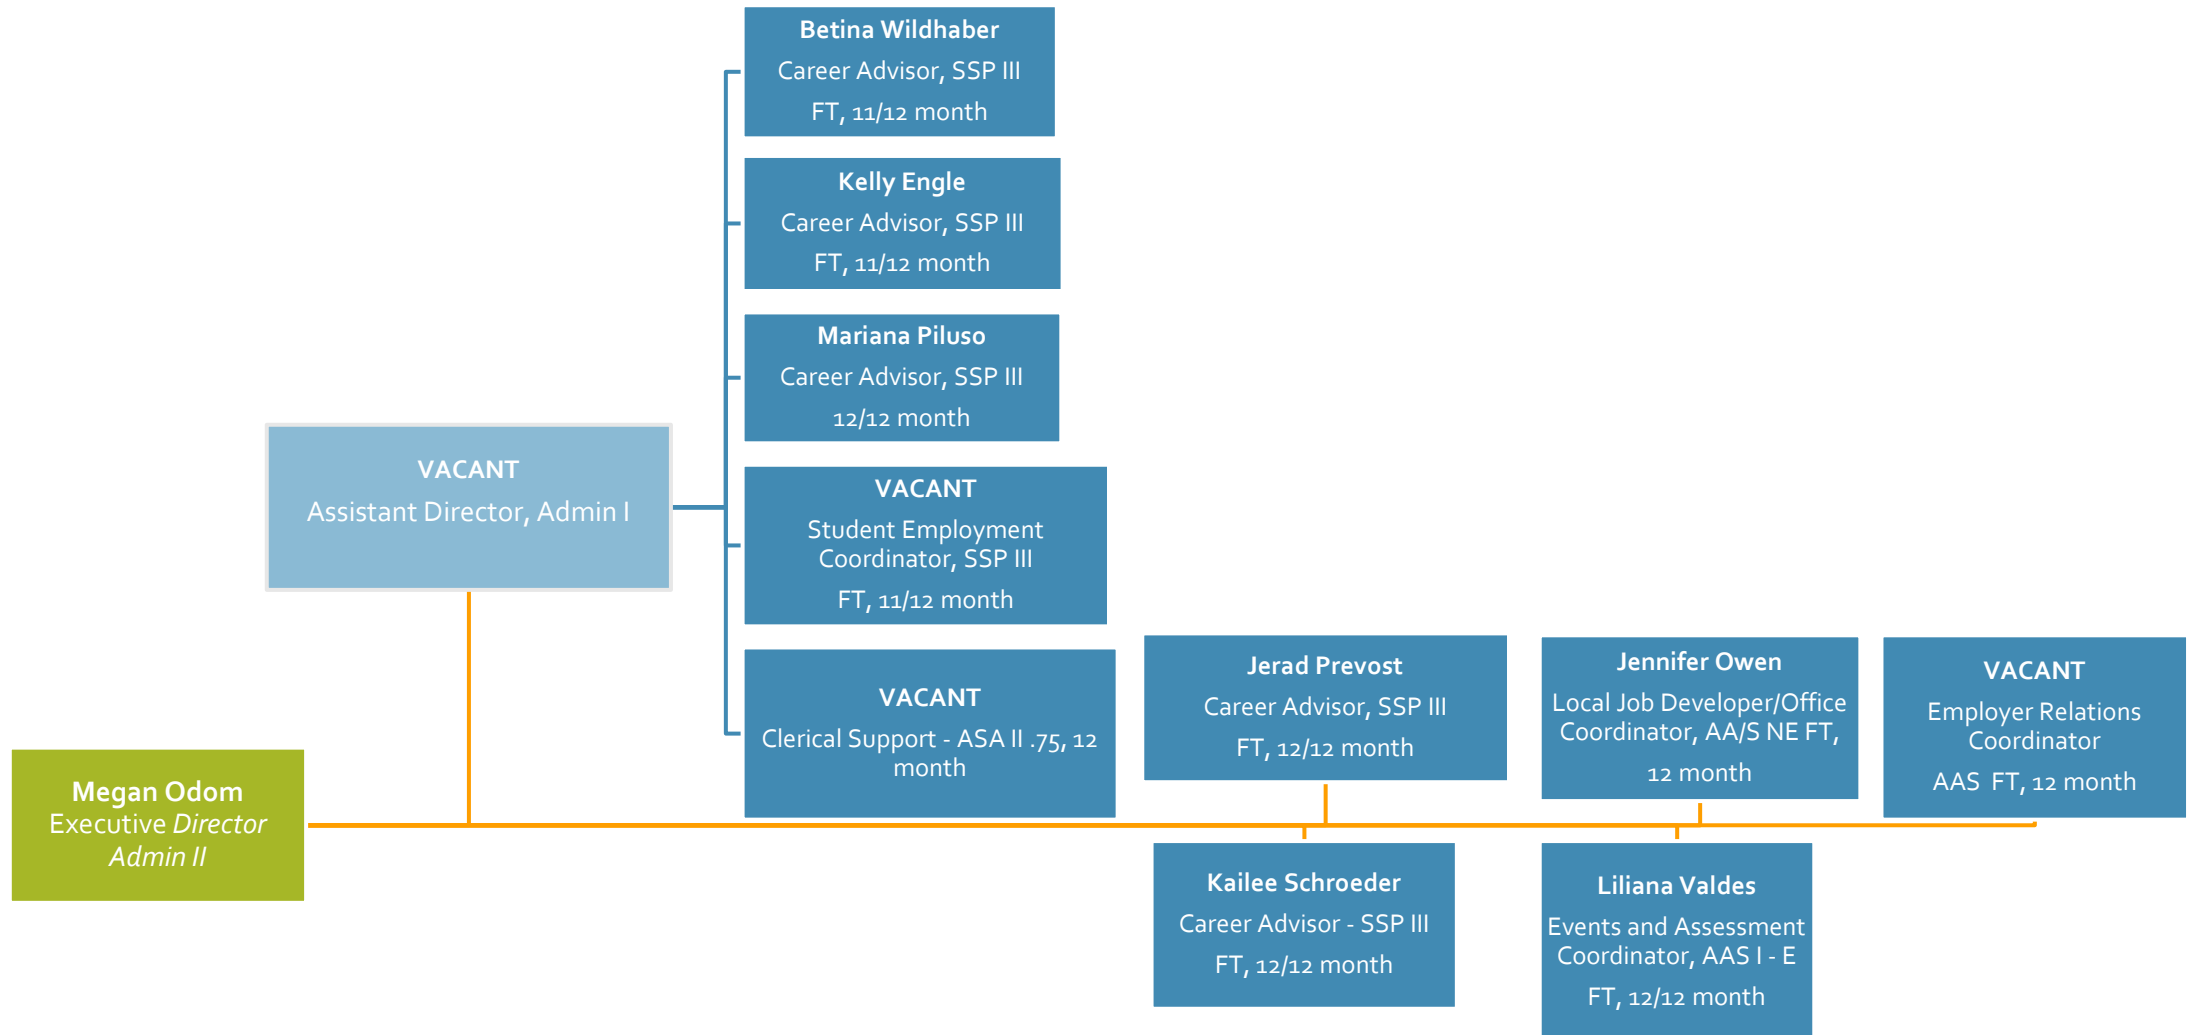 Betina Wildhaber
Career Advisor, SSP III
FT, 11/12 month
Kelly Engle
Career Advisor, SSP III
FT, 11/12 month
Mariana Piluso
Career Advisor, SSP III
12/12 month
VACANT
Assistant Director, Admin I
VACANT
Student Employment
Coordinator, SSP III
FT, 11/12 month
VACANT
Clerical Support - ASA II .75, 12
month
Jerad Prevost
Career Advisor, SSP III
FT, 12/12 month
Jennifer Owen
Local Job Developer/Office
Coordinator, AA/S NE FT,
12 month
VACANT
Employer Relations
Coordinator
AAS FT, 12 month
Megan Odom
Executive Director
Admin II
Kailee Schroeder
Career Advisor - SSP III
FT, 12/12 month
Liliana Valdes
Events and Assessment
Coordinator, AAS I - E
FT, 12/12 month